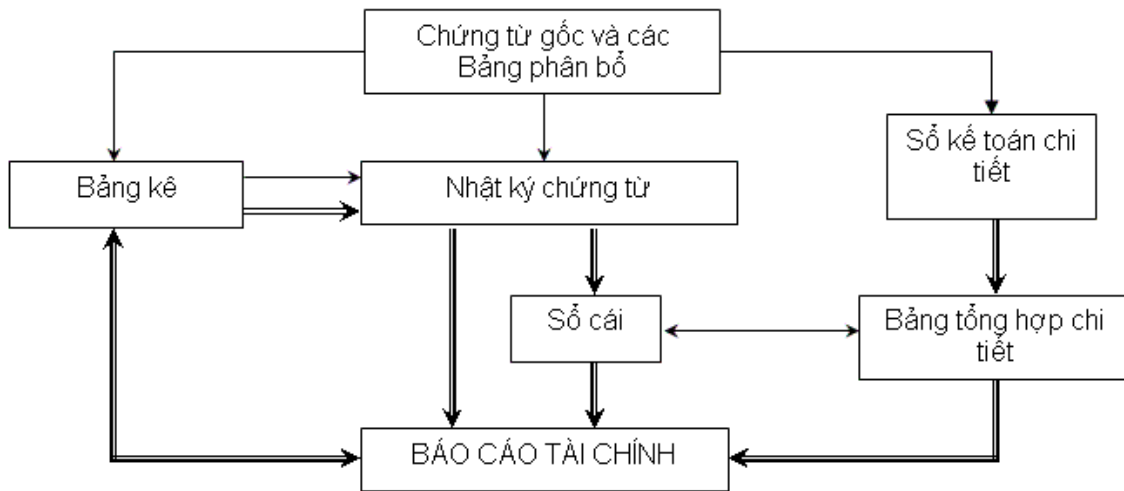 Chứng từ gốc và các
Bảng phân bổ
Sổ kế toán chi
tiết
Bảng kê
Nhật ký chứng từ
Sổ cái
Bảng tổng hợp chi
tiết
BÁO CÁO TÀI CHÍNH